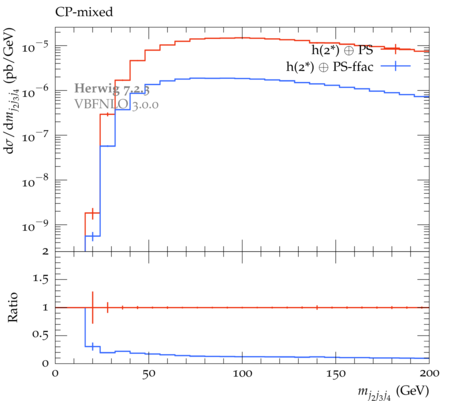 CP-mixed
h(2*) ⊕ PS
h(2*) ⊕ PS-ffac
Herwig 7.2.3
VBFNLO 3.0.0
dσ/dm_{j₂j₃j₄} (pb/GeV)
10⁻⁵
10⁻⁶
10⁻⁷
10⁻⁸
10⁻⁹
2
1.5
1
0.5
0
Ratio
0 50 100 150 200
m_{j₂j₃j₄} (GeV)